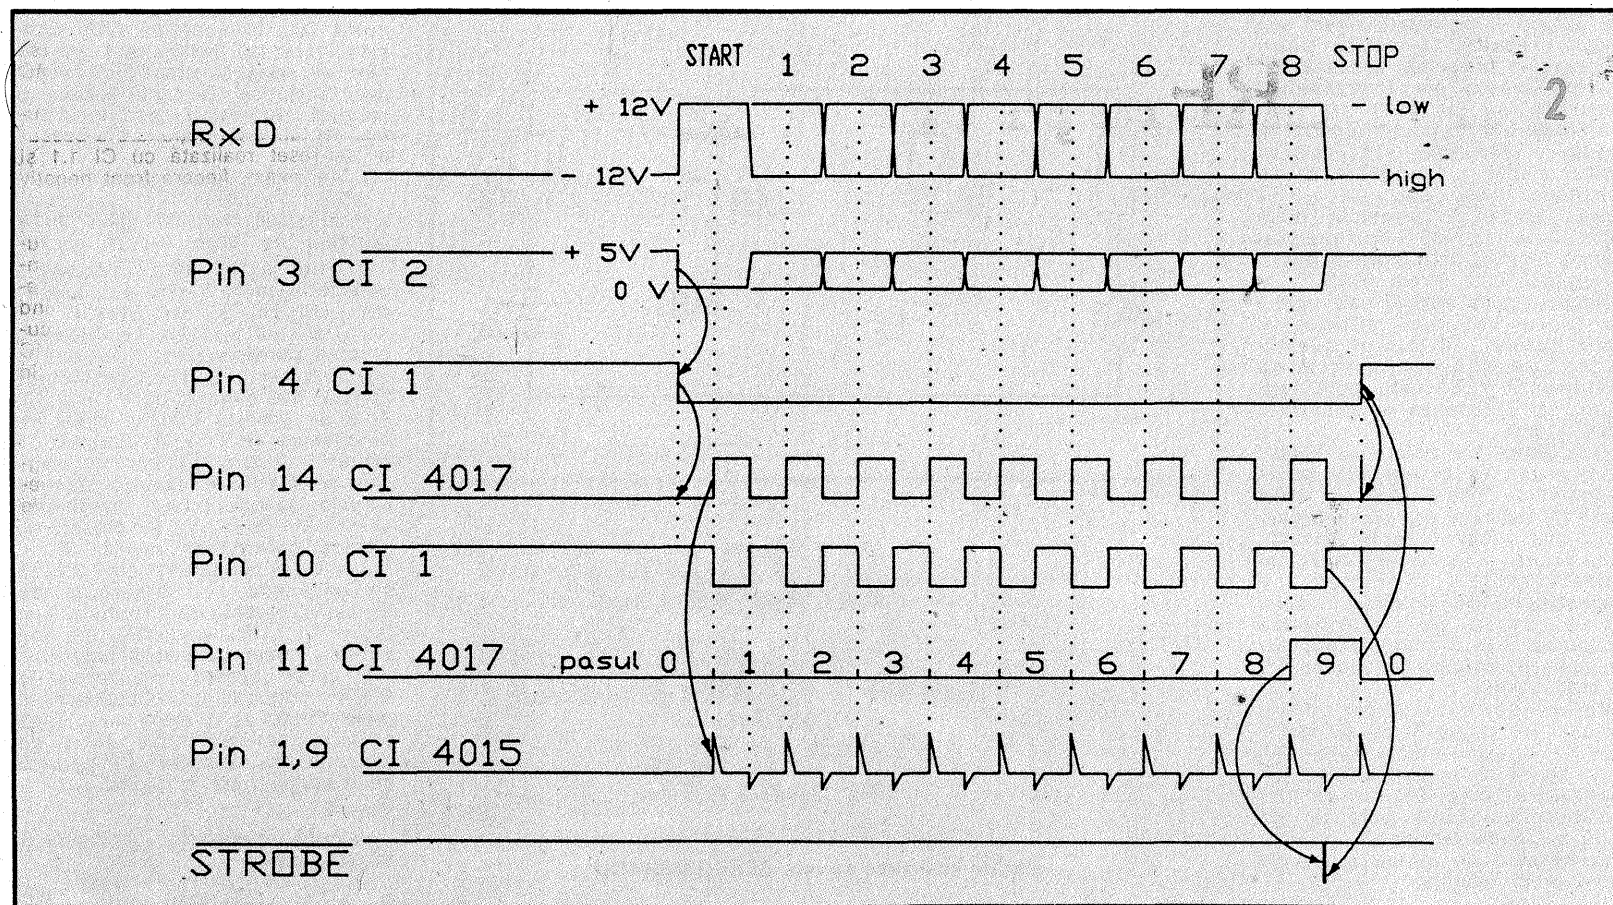 START 1 2 3 4 5 6 7 8 STOP
2
+ 12V
low
RxD
- 12V
high
+ 5V
Pin 3 CI 2
0 V
Pin 4 CI 1
Pin 14 CI 4017
Pin 10 CI 1
Pin 11 CI 4017 pasul 0 1 2 3 4 5 6 7 8 9 0
Pin 1,9 CI 4015
STROBE